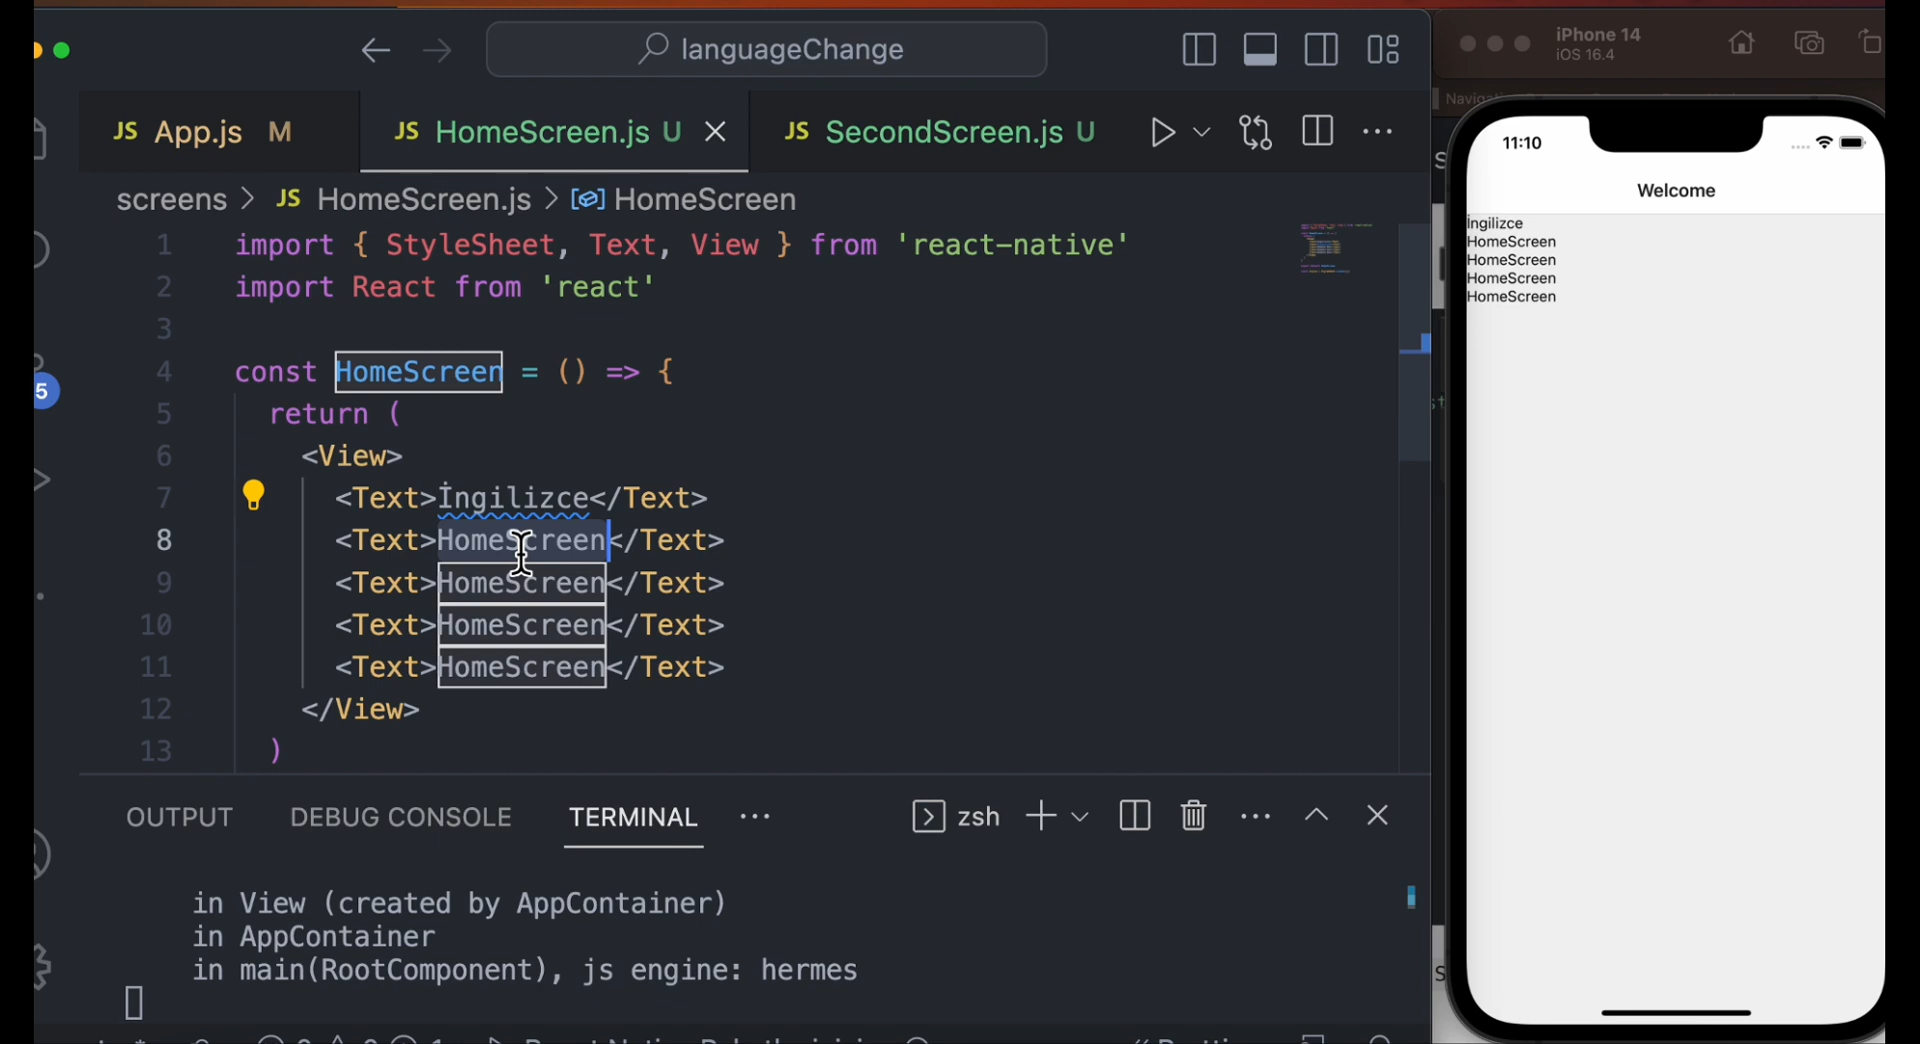 languageChange
iPhone 14
iOS 16.4
JS App.js M
JS HomeScreen.js U
JS SecondScreen.js U
screens > JS HomeScreen.js > HomeScreen
1 import { StyleSheet, Text, View } from 'react-native'
2 import React from 'react'
3
4 const HomeScreen = () => {
5 return (
6 <View>
7 <Text>İngilizce</Text>
8 <Text>HomeScreen</Text>
9 <Text>HomeScreen</Text>
10 <Text>HomeScreen</Text>
11 <Text>HomeScreen</Text>
12 </View>
13 )
5
OUTPUT DEBUG CONSOLE TERMINAL ... zsh
in View (created by AppContainer)
in AppContainer
in main(RootComponent), js engine: hermes
11:10
Welcome
İngilizce
HomeScreen
HomeScreen
HomeScreen
HomeScreen